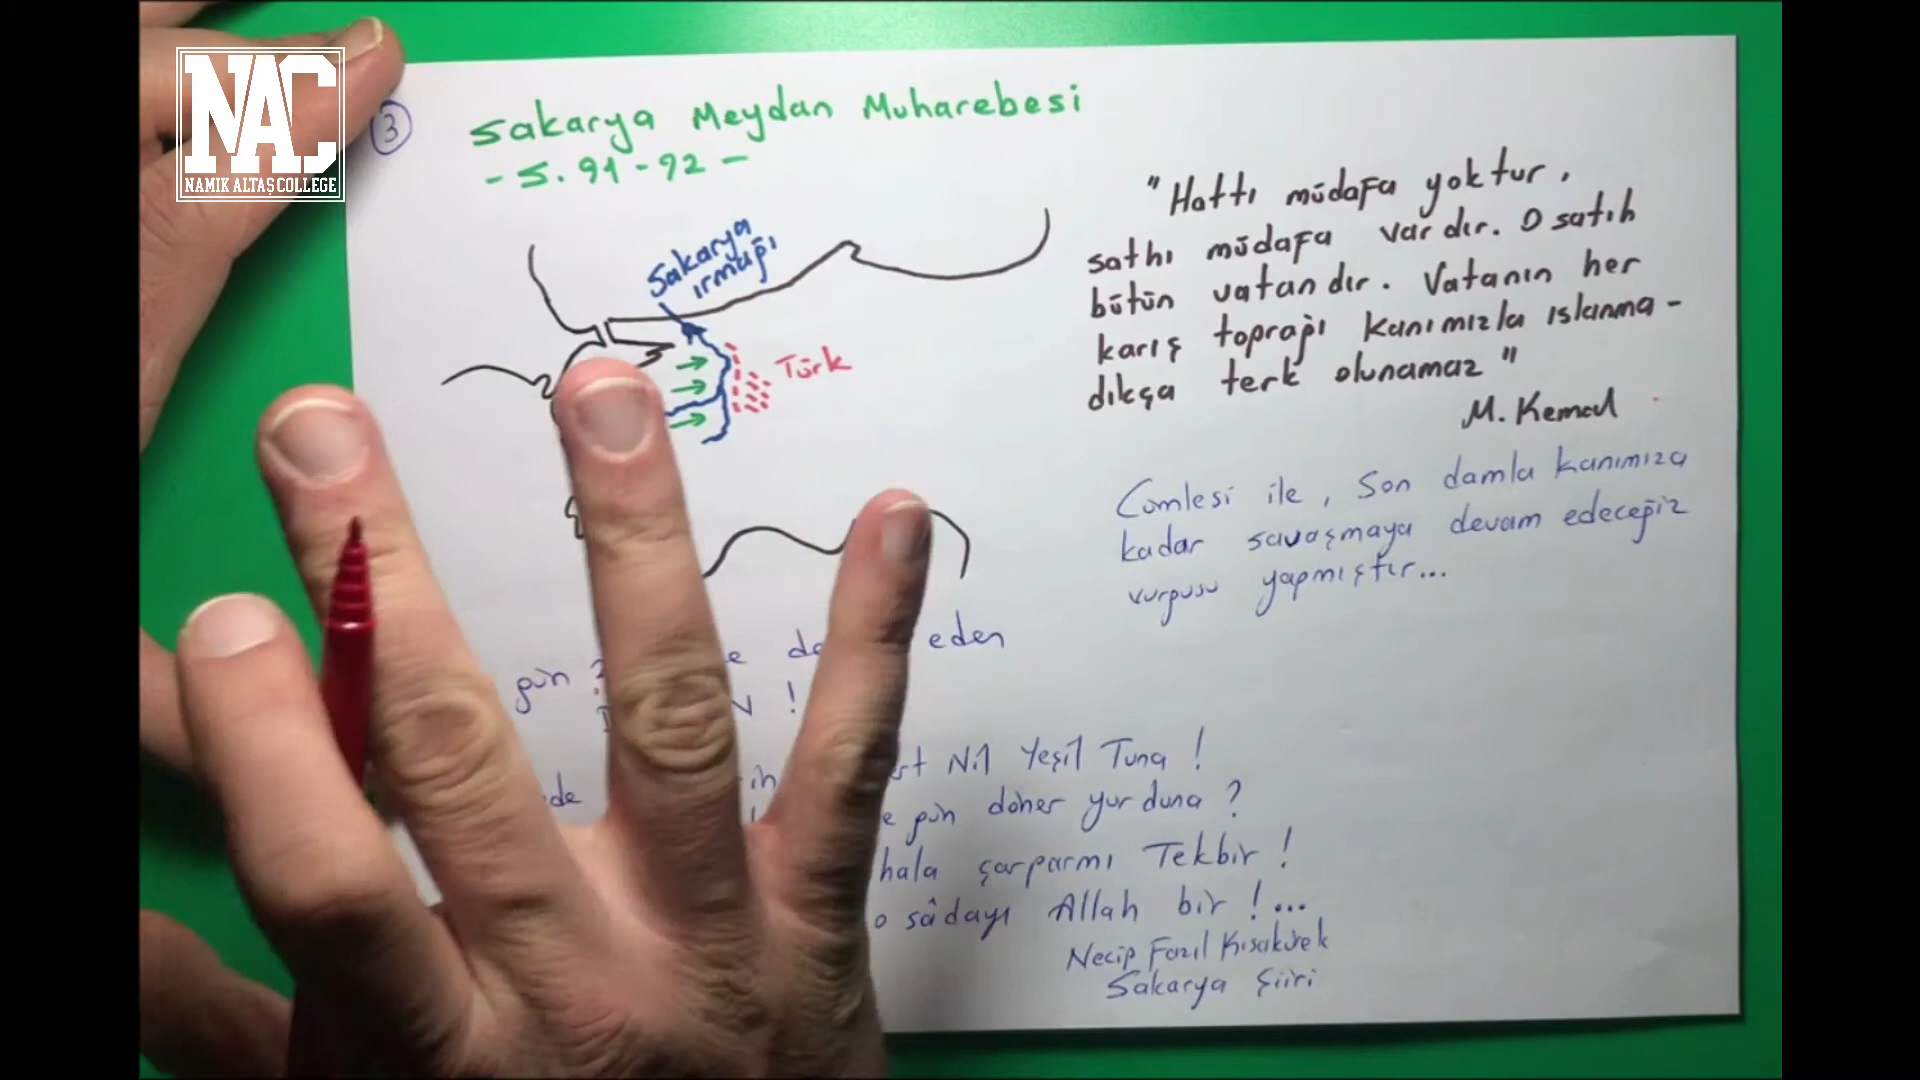 NAC
NAMIK ALTAŞ COLLEGE
3
Sakarya Meydan Muharebesi
- S. 91 - 92 -
Sakarya
ırmağı
Türk
"Hattı müdafa yoktur,
sathı müdafa vardır. O satıh
bütün vatandır. Vatanın her
karış toprağı kanımızla ıslanma-
dıkça terk olunamaz"
M. Kemal
Cümlesi ile, Son damla kanımıza
kadar savaşmaya devam edeceğiz
vurgusu yapmıştır...
gün eden
!
Nil Yeşil Tuna !
gün döner yurduna ?
hala çarparmı Tekbir !
o sâdayı Allah bir !...
Necip Fazıl Kısakürek
Sakarya Şiiri